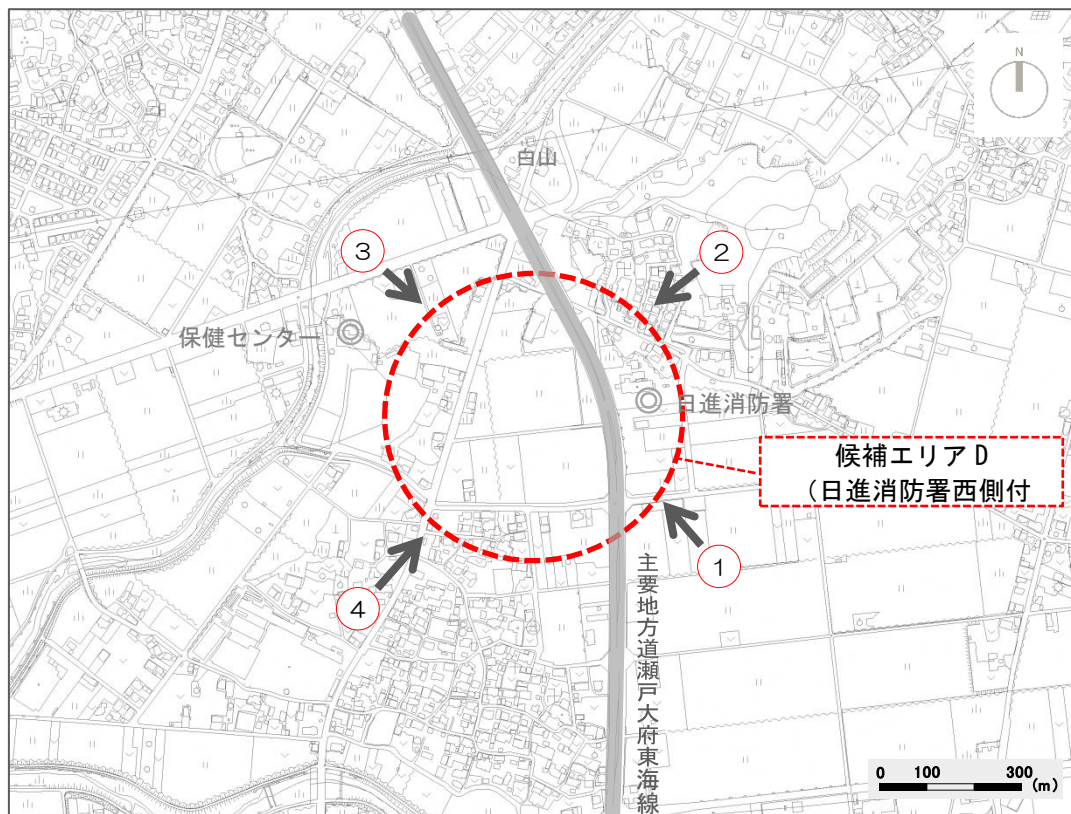 N
白山
③
②
保健センター
日進消防署
候補エリアD
（日進消防署西側付
①
④
主要地方道瀬戸大府東海線
0 100 300
(m)